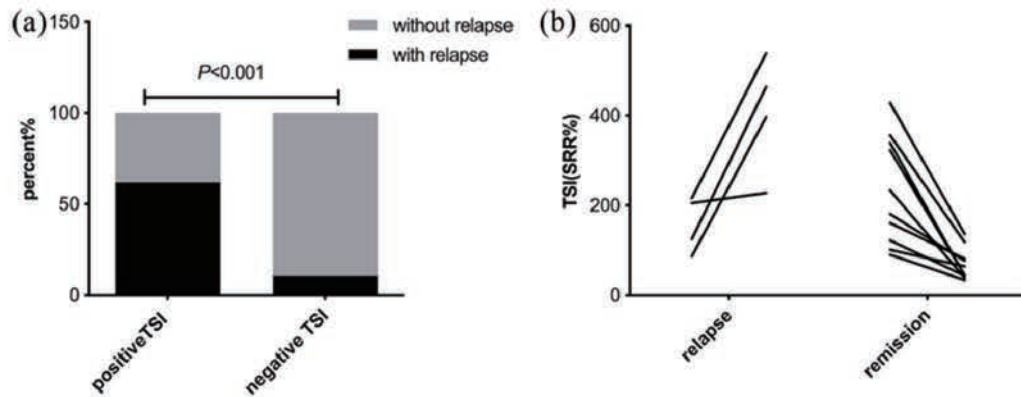 (a)
150
100
50
0
percent%
without relapse
with relapse
P<0.001
positiveTSI
negative TSI
(b)
600
400
200
0
TSI(SRR%)
relapse
remission